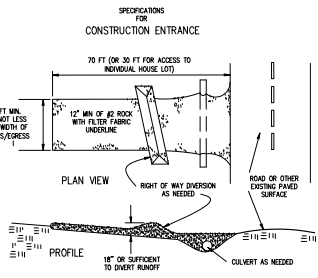 SPECIFICATIONS
FOR
CONSTRUCTION ENTRANCE
70 FT (OR 30 FT FOR ACCESS TO
INDIVIDUAL HOUSE LOT)
FT MIN.
NOT LESS
WIDTH OF
S/EGRESS
12" MIN OF #2 ROCK
WITH FILTER FABRIC
UNDERLINE
PLAN VIEW
RIGHT OF WAY DIVERSION
AS NEEDED
ROAD OR OTHER
EXISTING PAVED
SURFACE
PROFILE
18" OR SUFFICIENT
TO DIVERT RUNOFF
CULVERT AS NEEDED